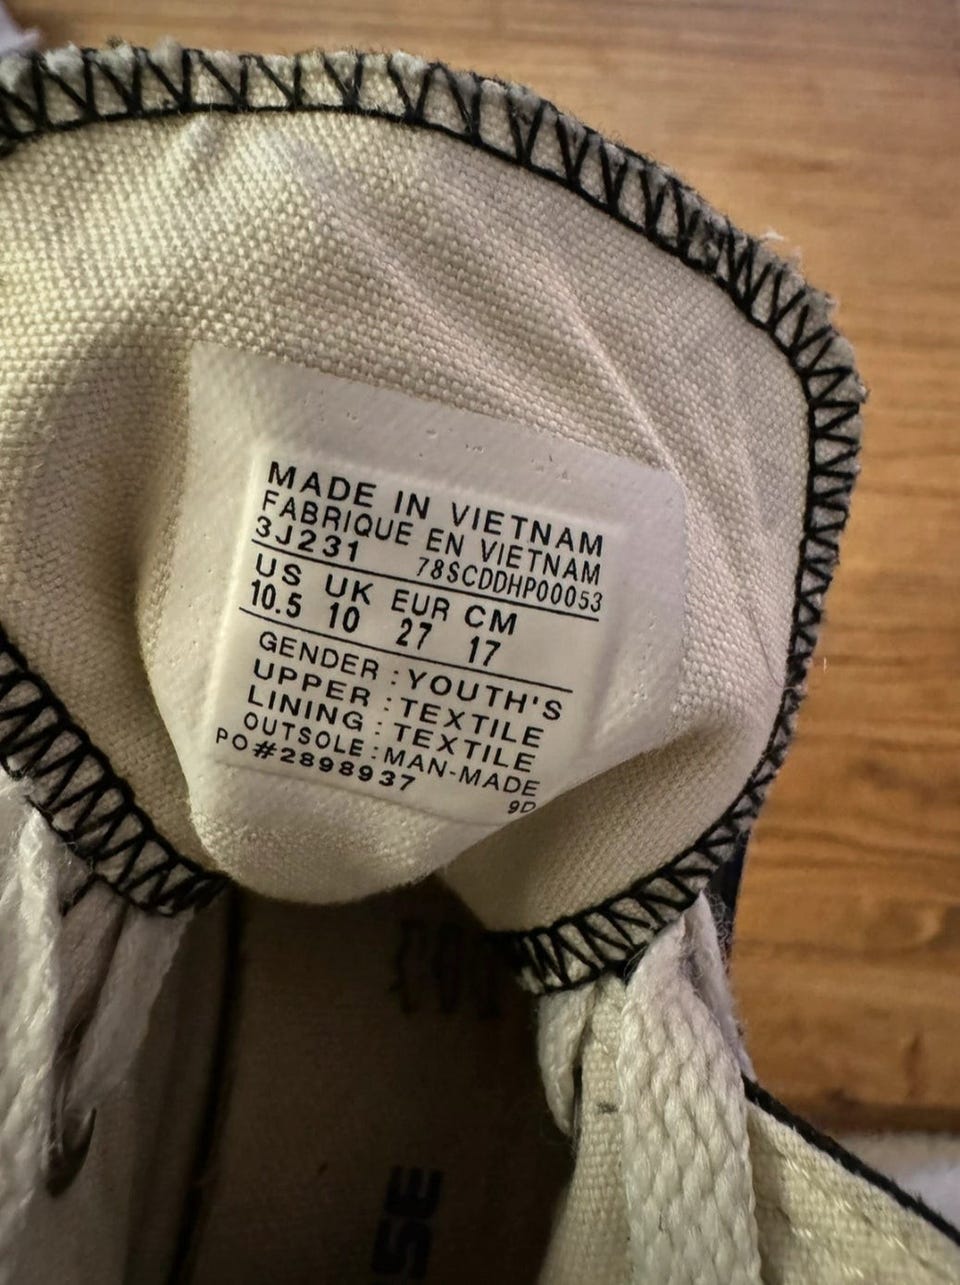 MADE IN VIETNAM
FABRIQUE EN VIETNAM
3J231 78SCDDHP00053
US UK EUR CM
10.5 10 27 17
GENDER : YOUTH'S
UPPER : TEXTILE
LINING : TEXTILE
OUTSOLE : MAN-MADE
PO#2898937 9D
SE